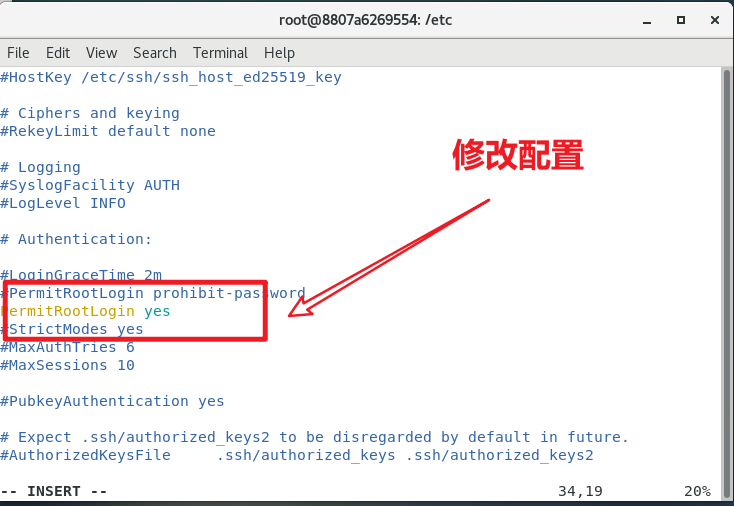 root@8807a6269554: /etc
File Edit View Search Terminal Help
#HostKey /etc/ssh/ssh_host_ed25519_key
# Ciphers and keying
#RekeyLimit default none
# Logging
#SyslogFacility AUTH
#LogLevel INFO
修改配置
# Authentication:
#LoginGraceTime 2m
#PermitRootLogin prohibit-password
PermitRootLogin yes
#StrictModes yes
#MaxAuthTries 6
#MaxSessions 10
#PubkeyAuthentication yes
# Expect .ssh/authorized_keys2 to be disregarded by default in future.
#AuthorizedKeysFile     .ssh/authorized_keys .ssh/authorized_keys2
-- INSERT -- 34,19 20%